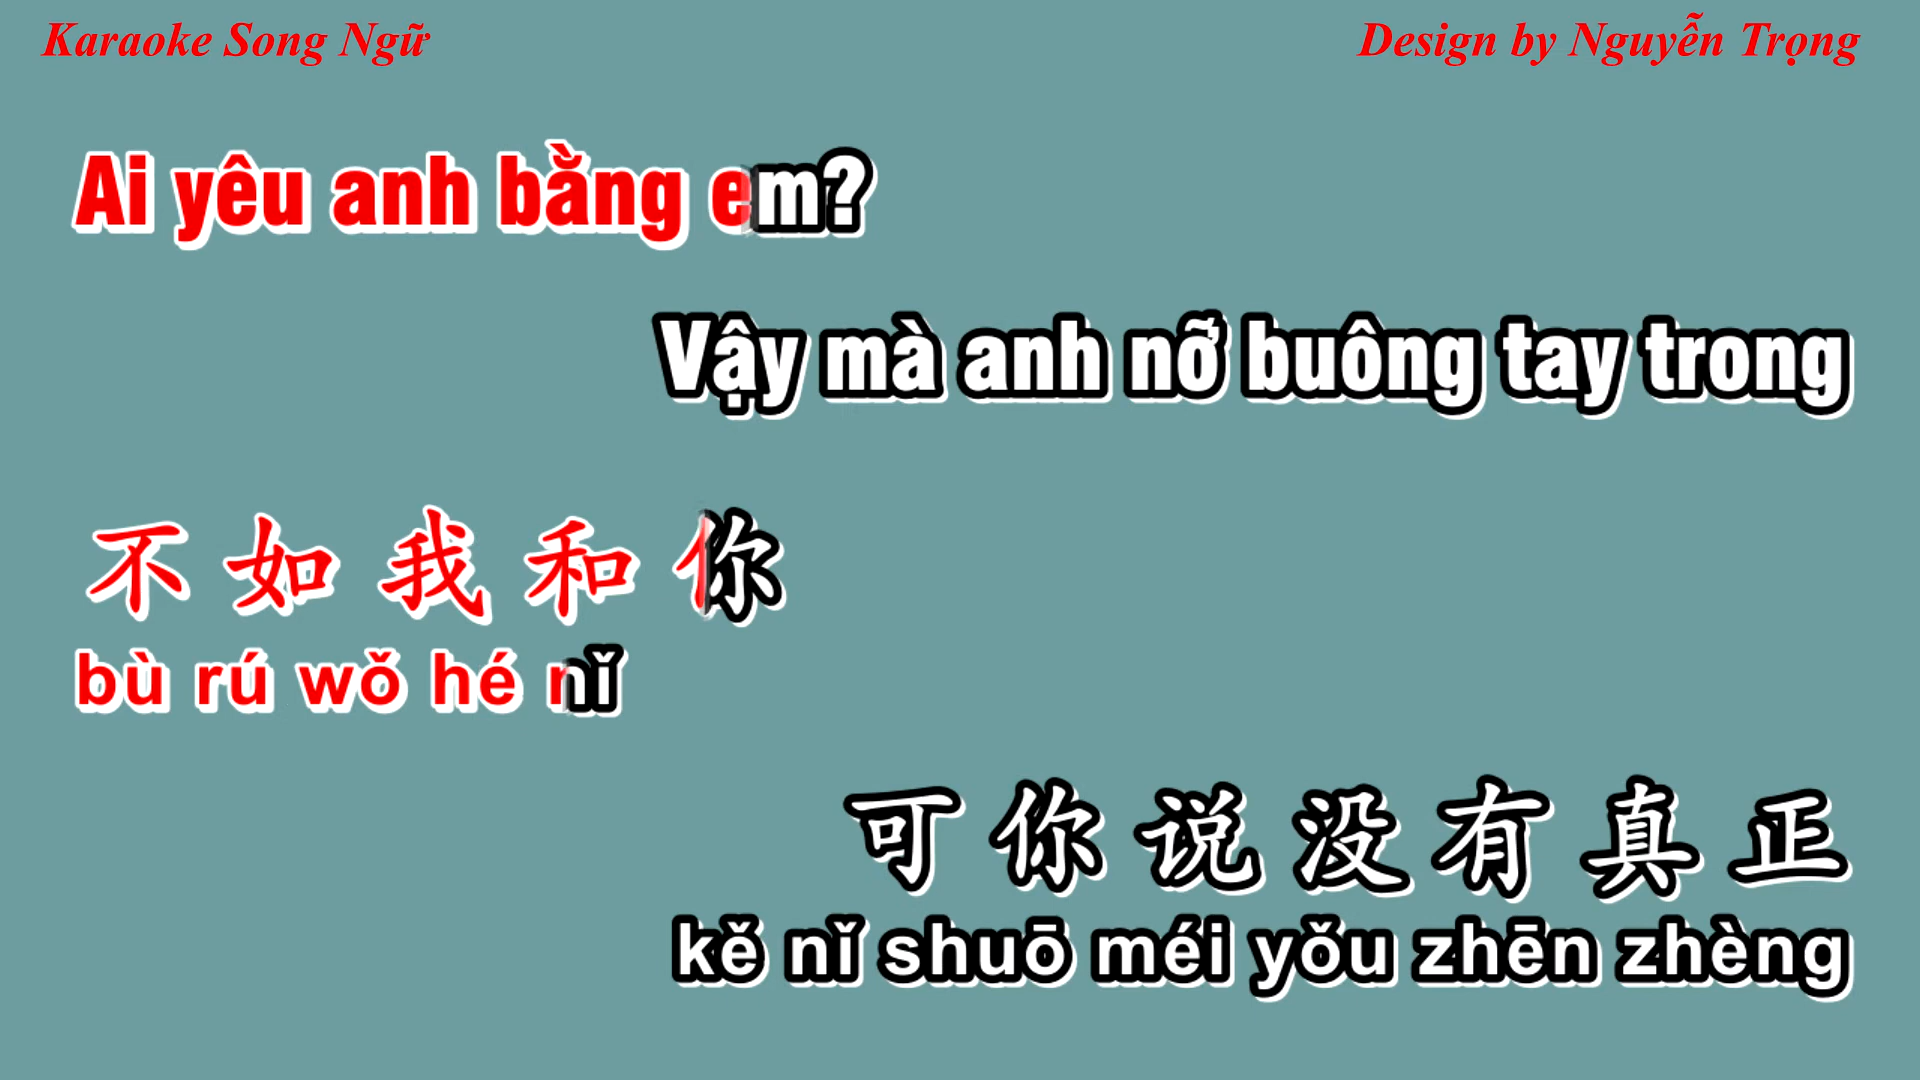 Karaoke Song Ngữ
Design by Nguyễn Trọng
Ai yêu anh bằng em?
Vậy mà anh nỡ buông tay trong
不如我和你
bù rú wǒ hé nǐ
可你说没有真正
kě nǐ shuō méi yǒu zhēn zhèng